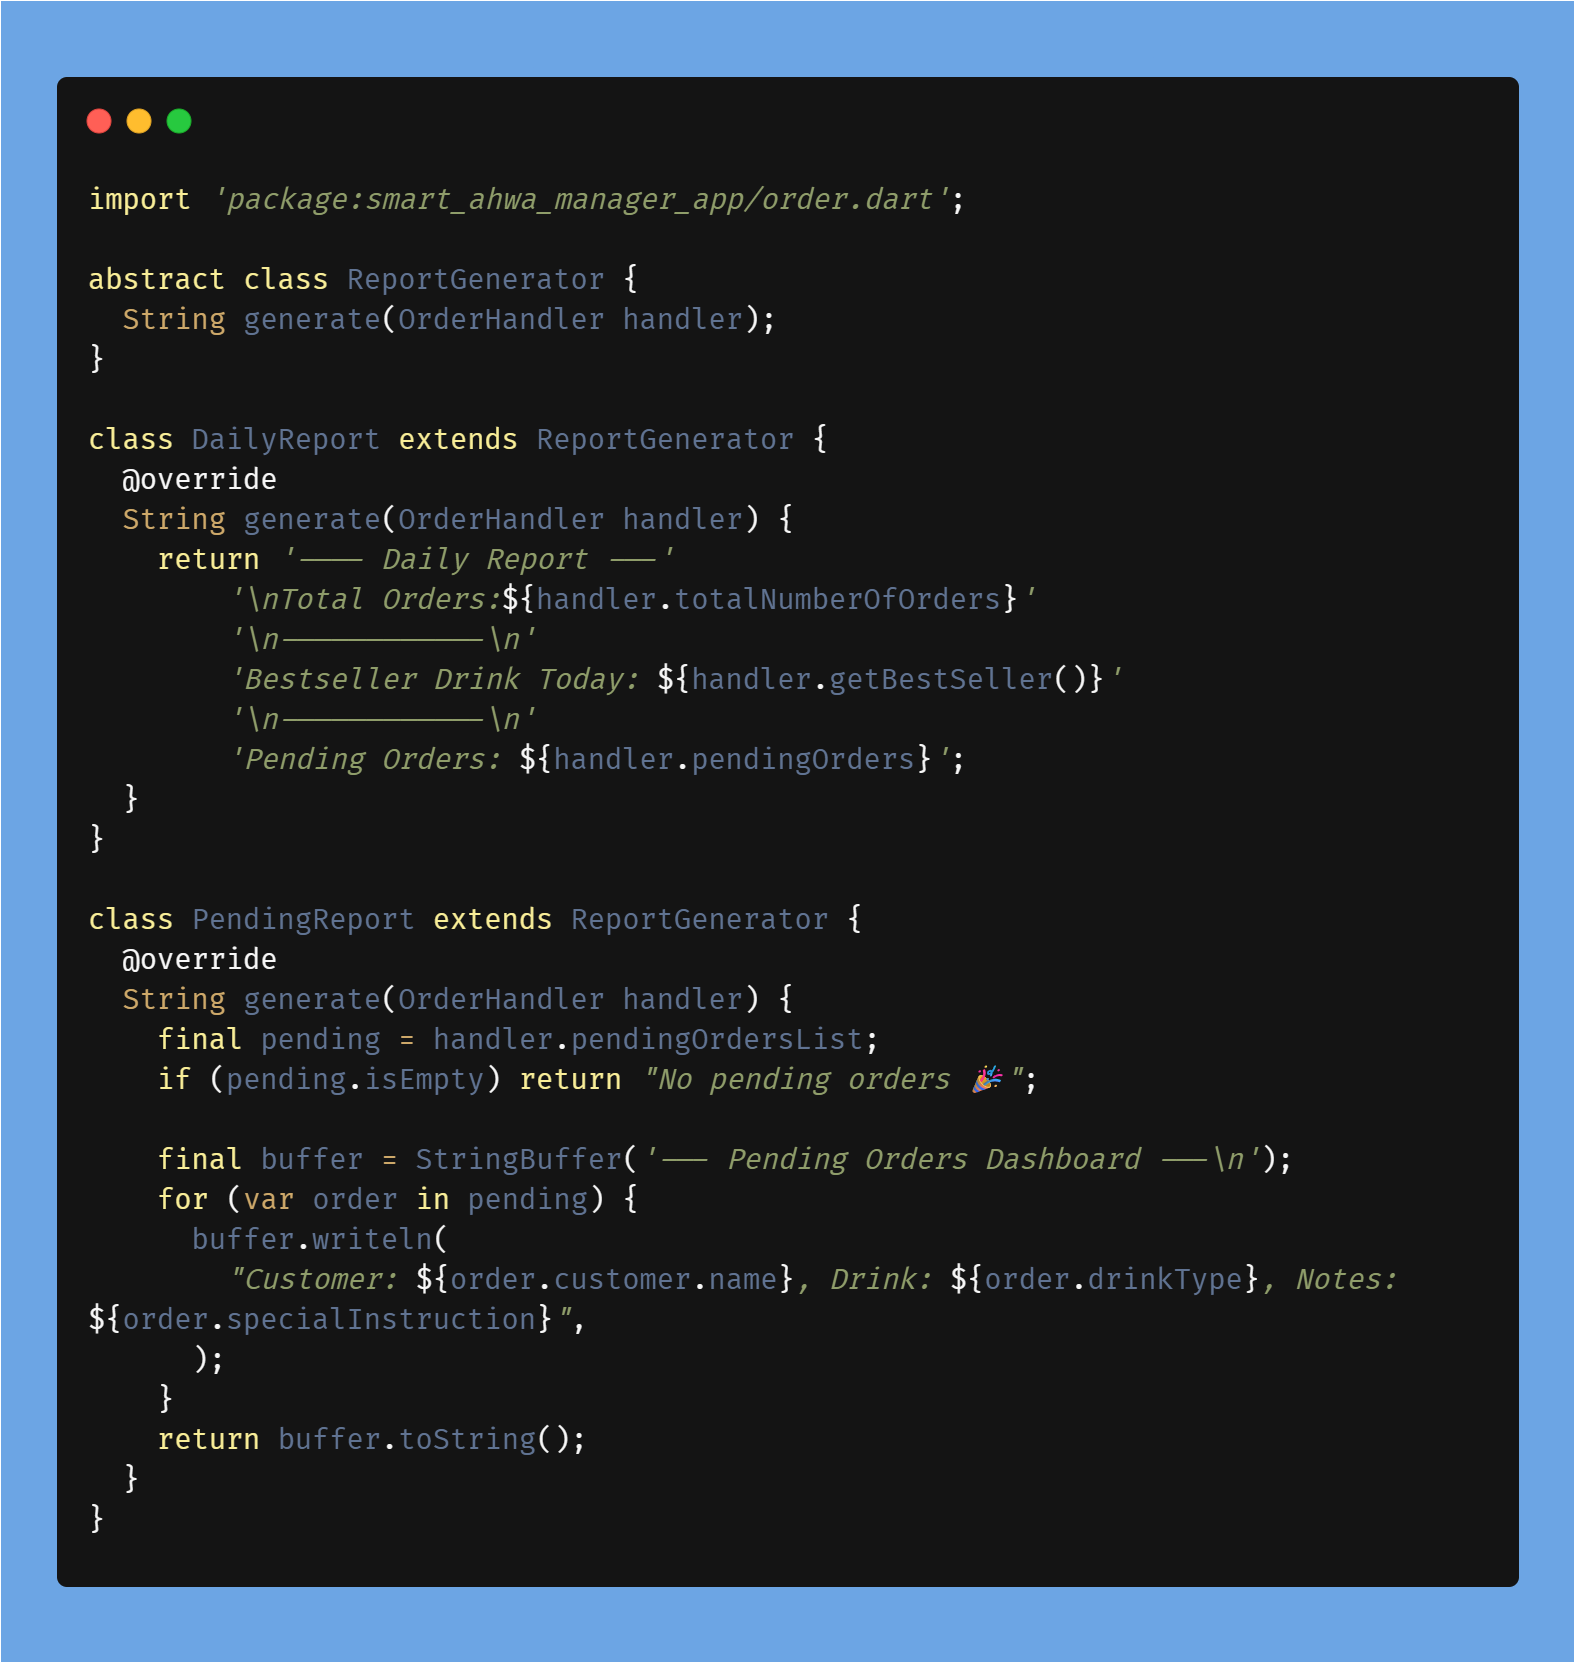 import 'package:smart_ahwa_manager_app/order.dart';

abstract class ReportGenerator {
  String generate(OrderHandler handler);
}

class DailyReport extends ReportGenerator {
  @override
  String generate(OrderHandler handler) {
    return '---- Daily Report ---'
        '\nTotal Orders:${handler.totalNumberOfOrders}'
        '\n------------\n'
        'Bestseller Drink Today: ${handler.getBestSeller()}'
        '\n------------\n'
        'Pending Orders: ${handler.pendingOrders}';
  }
}

class PendingReport extends ReportGenerator {
  @override
  String generate(OrderHandler handler) {
    final pending = handler.pendingOrdersList;
    if (pending.isEmpty) return "No pending orders 🎉";

    final buffer = StringBuffer('--- Pending Orders Dashboard ---\n');
    for (var order in pending) {
      buffer.writeln(
        "Customer: ${order.customer.name}, Drink: ${order.drinkType}, Notes:
${order.specialInstruction}",
      );
    }
    return buffer.toString();
  }
}